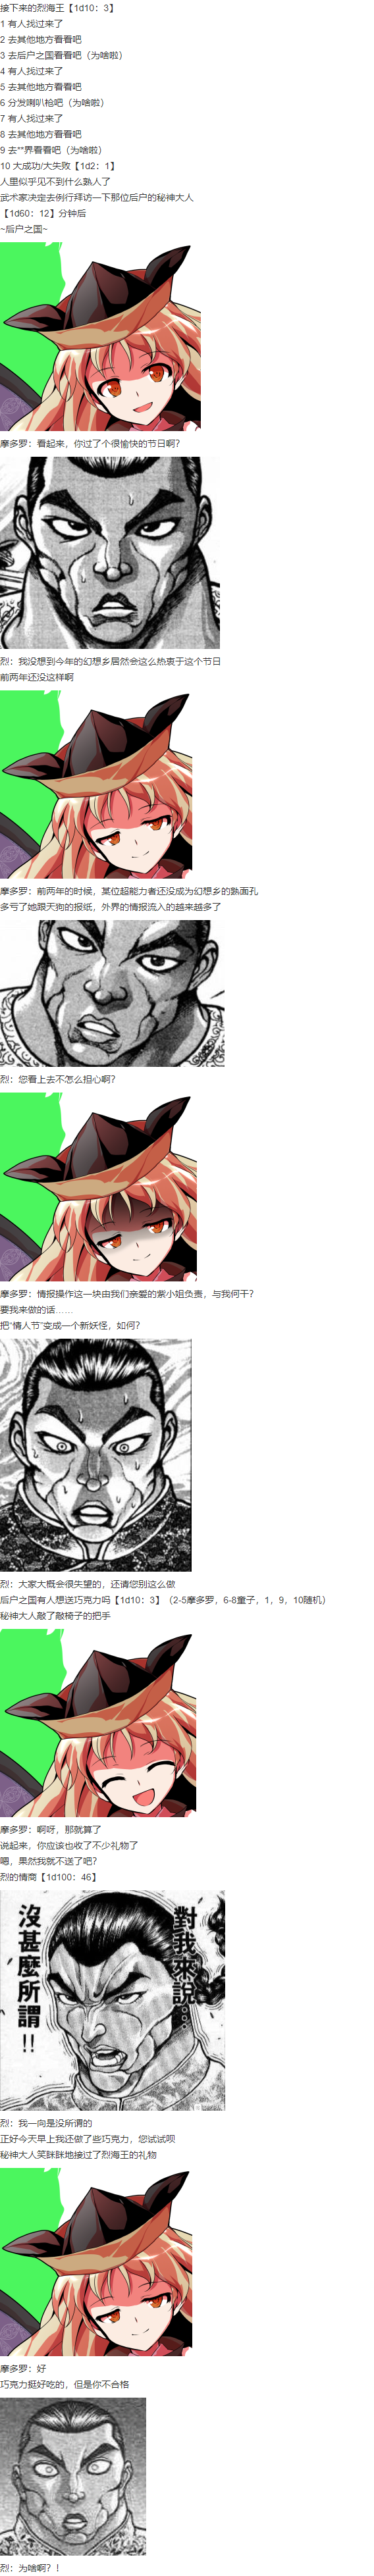 接下来的烈海王【1d10：3】
1 有人找过来了
2 去其他地方看看吧
3 去后户之国看看吧（为啥啦）
4 有人找过来了
5 去其他地方看看吧
6 分发喇叭枪吧（为啥啦）
7 有人找过来了
8 去其他地方看看吧
9 去**界看看吧（为啥啦）
10 大成功/大失败【1d2：1】
人里似乎见不到什么熟人了
武术家决定去例行拜访一下那位后户的秘神大人
【1d60：12】分钟后
~后户之国~
摩多罗：看起来，你过了个很愉快的节日啊？
烈：我没想到今年的幻想乡居然会这么热衷于这个节日
前两年还没这样啊
摩多罗：前两年的时候，某位超能力者还没成为幻想乡的熟面孔
多亏了她跟天狗的报纸，外界的情报流入的越来越多了
烈：您看上去不怎么担心啊？
摩多罗：情报操作这一块由我们亲爱的紫小姐负责，与我何干？
要我来做的话……
把“情人节”变成一个新妖怪，如何？
烈：大家大概会很失望的，还请您别这么做
后户之国有人想送巧克力吗【1d10：3】（2-5摩多罗，6-8童子，1，9，10随机）
秘神大人敲了敲椅子的把手
摩多罗：啊呀，那就算了
说起来，你应该也收了不少礼物了
嗯，果然我就不送了吧？
烈的情商【1d100：46】
對我來說…
沒甚麼所謂!!
烈：我一向是没所谓的
正好今天早上我还做了些巧克力，您试试呗
秘神大人笑眯眯地接过了烈海王的礼物
摩多罗：好
巧克力挺好吃的，但是你不合格
烈：为啥啊？！